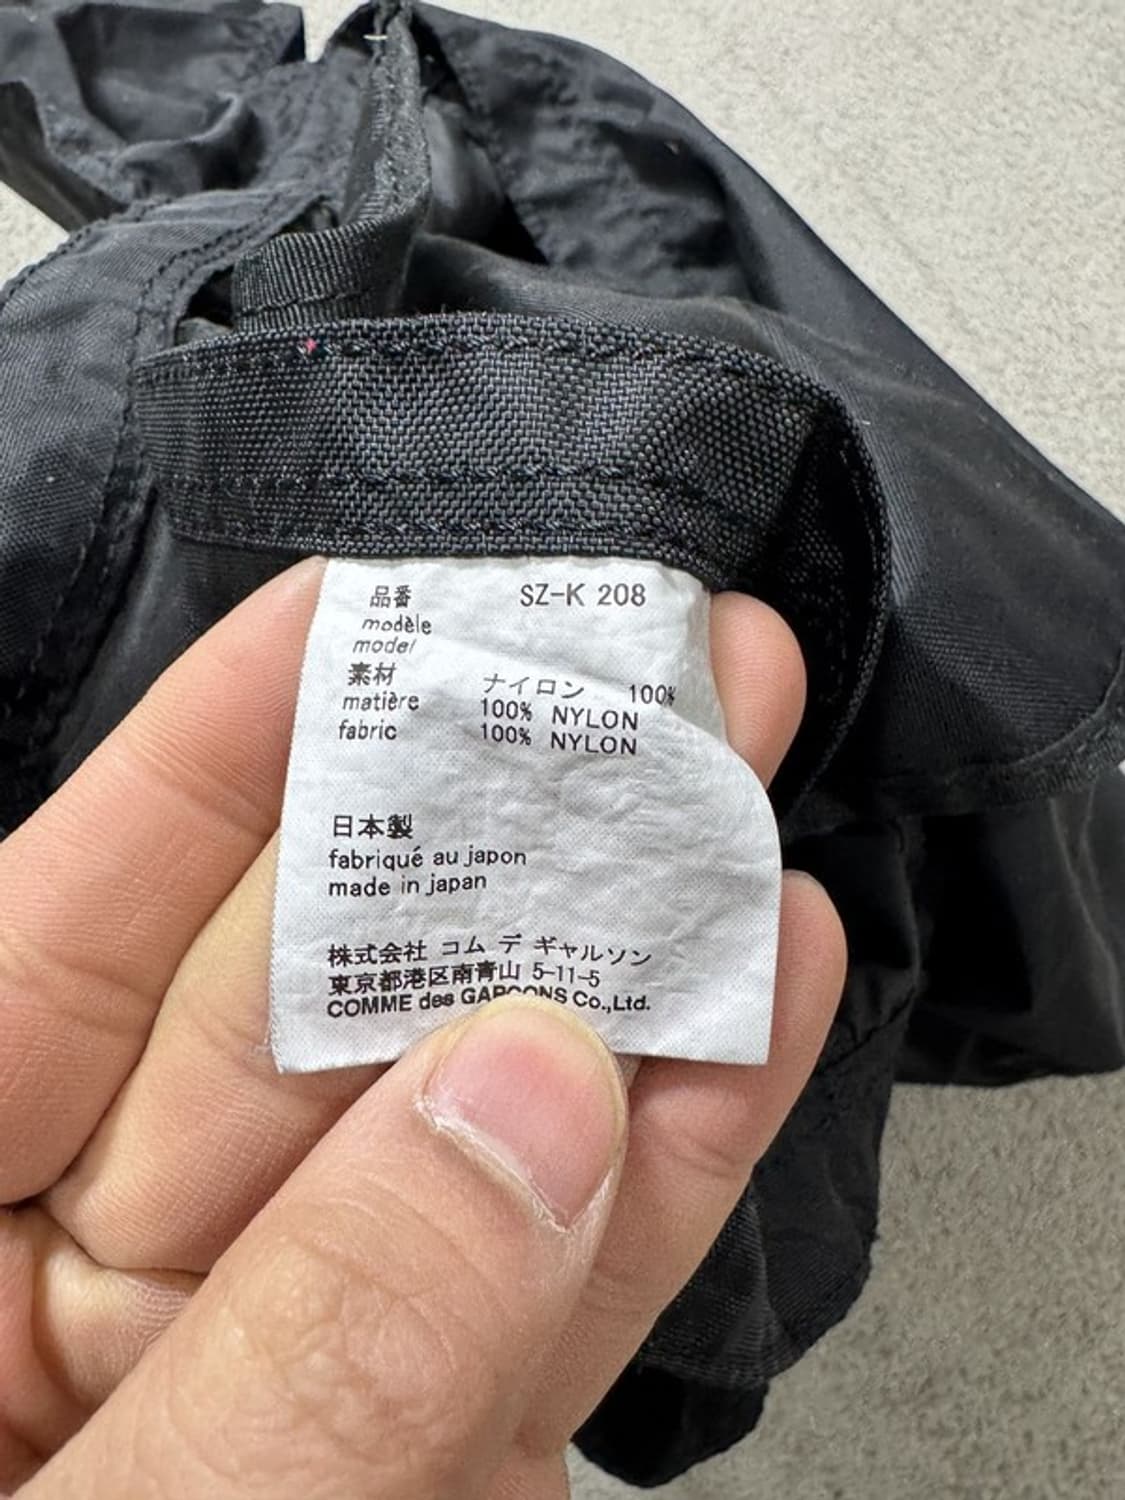 品番 SZ-K 208
modèle
model
素材 ナイロン 100%
matière 100% NYLON
fabric 100% NYLON
日本製
fabriqué au japon
made in japan
株式会社 コム デ ギャルソン
東京都港区南青山 5-11-5
COMME des GARCONS Co.,Ltd.